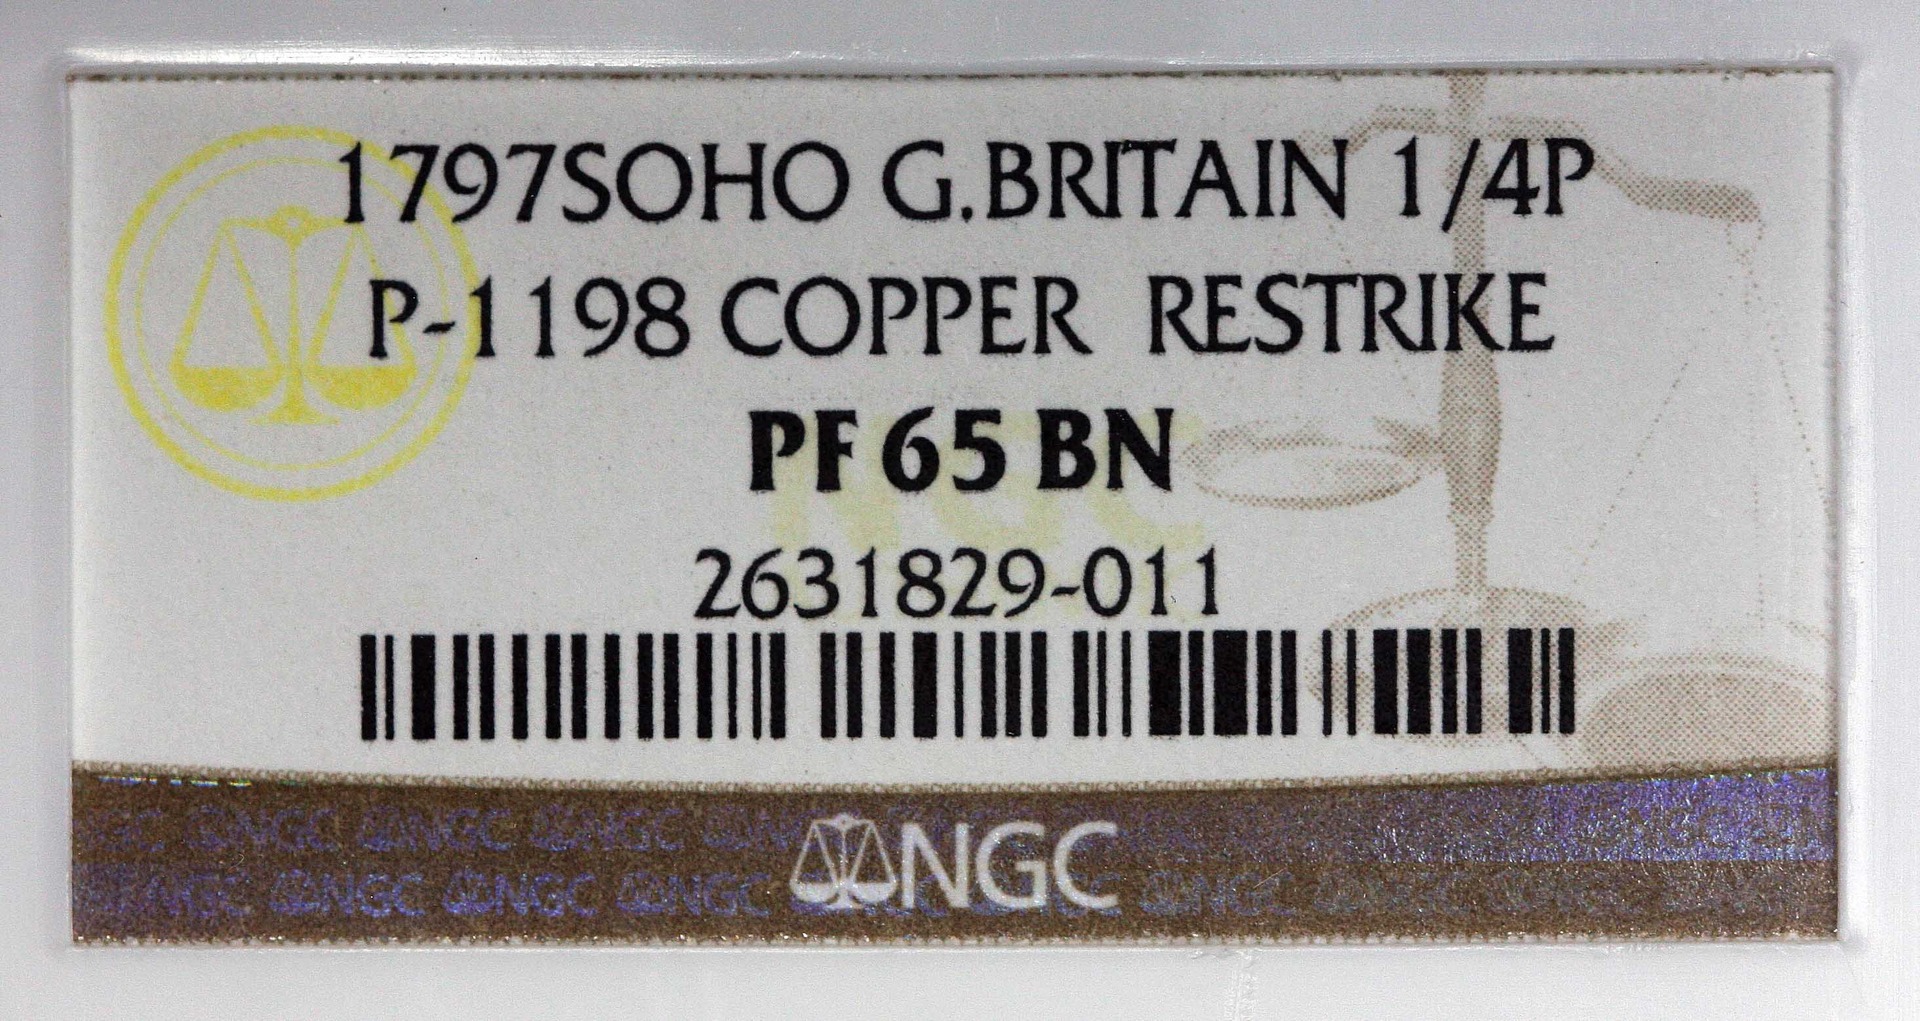 1797SOHO G.BRITAIN 1/4P
P-1198 COPPER RESTRIKE
PF 65 BN
2631829-011
NGC